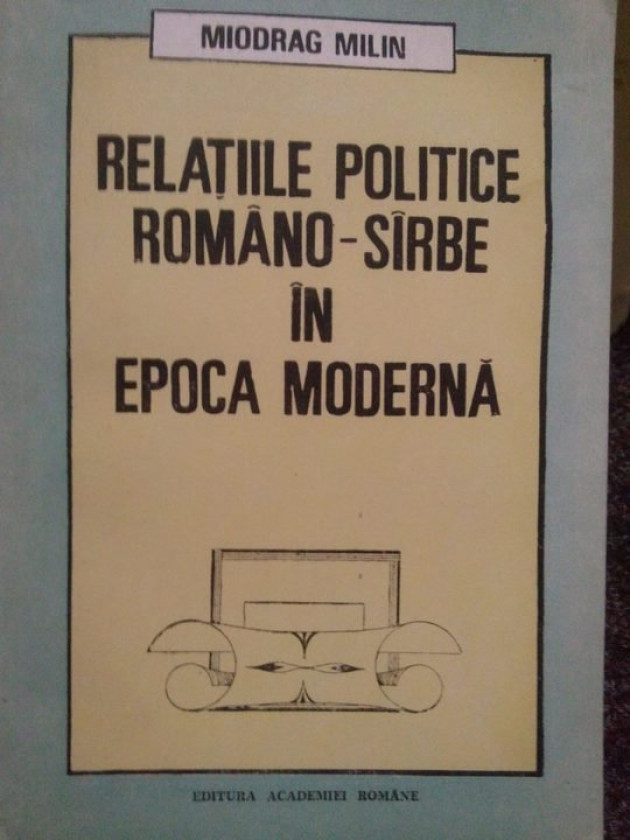 MIODRAG MILIN
RELAȚIILE POLITICE
ROMÂNO-SÎRBE
ÎN
EPOCA MODERNĂ
EDITURA ACADEMIEI ROMÂNE